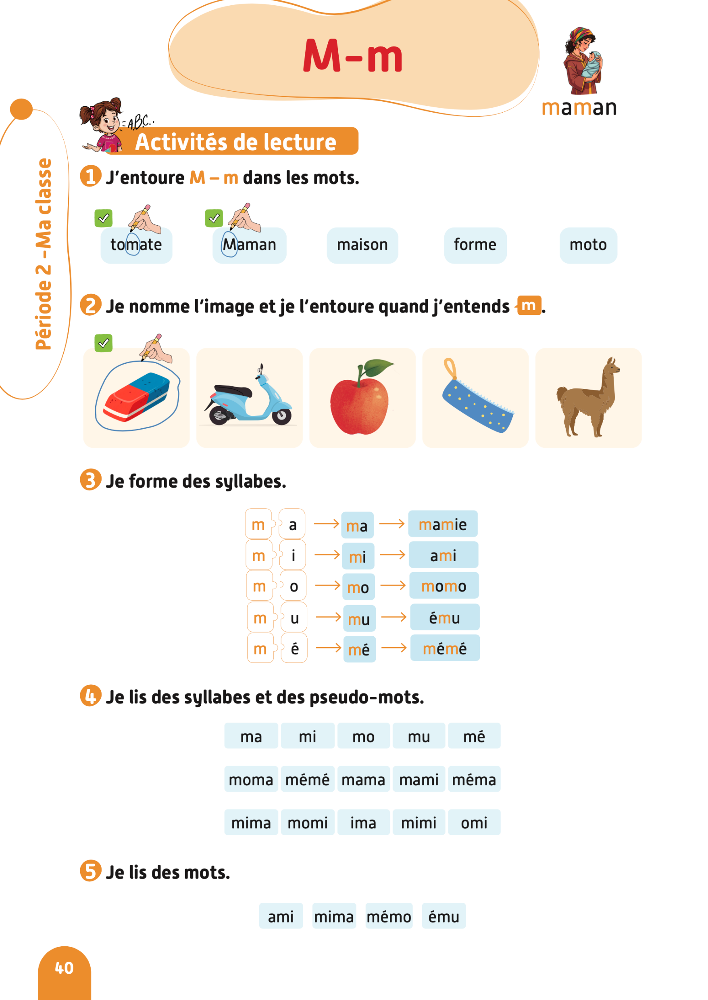 M-m
maman
ABC..
Activités de lecture
Période 2 -Ma classe
1 J'entoure M – m dans les mots.
tomate Maman maison forme moto
2 Je nomme l'image et je l'entoure quand j'entends m.
3 Je forme des syllabes.
m a ma mamie
m i mi ami
m o mo momo
m u mu ému
m é mé mémé
4 Je lis des syllabes et des pseudo-mots.
ma mi mo mu mé
moma mémé mama mami méma
mima momi ima mimi omi
5 Je lis des mots.
ami mima mémo ému
40